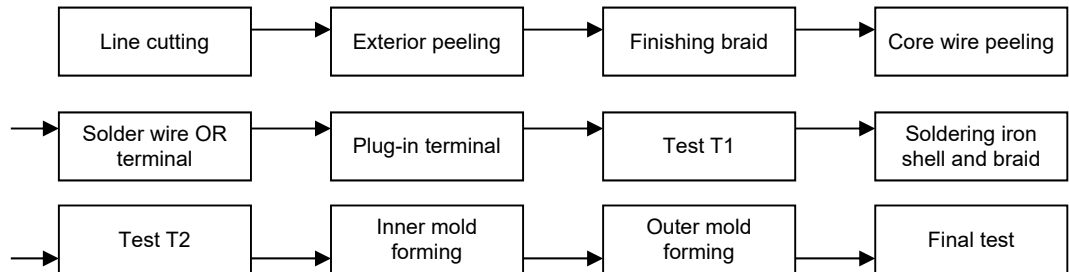 Line cutting
Exterior peeling
Finishing braid
Core wire peeling
Solder wire OR
terminal
Plug-in terminal
Test T1
Soldering iron
shell and braid
Test T2
Inner mold
forming
Outer mold
forming
Final test